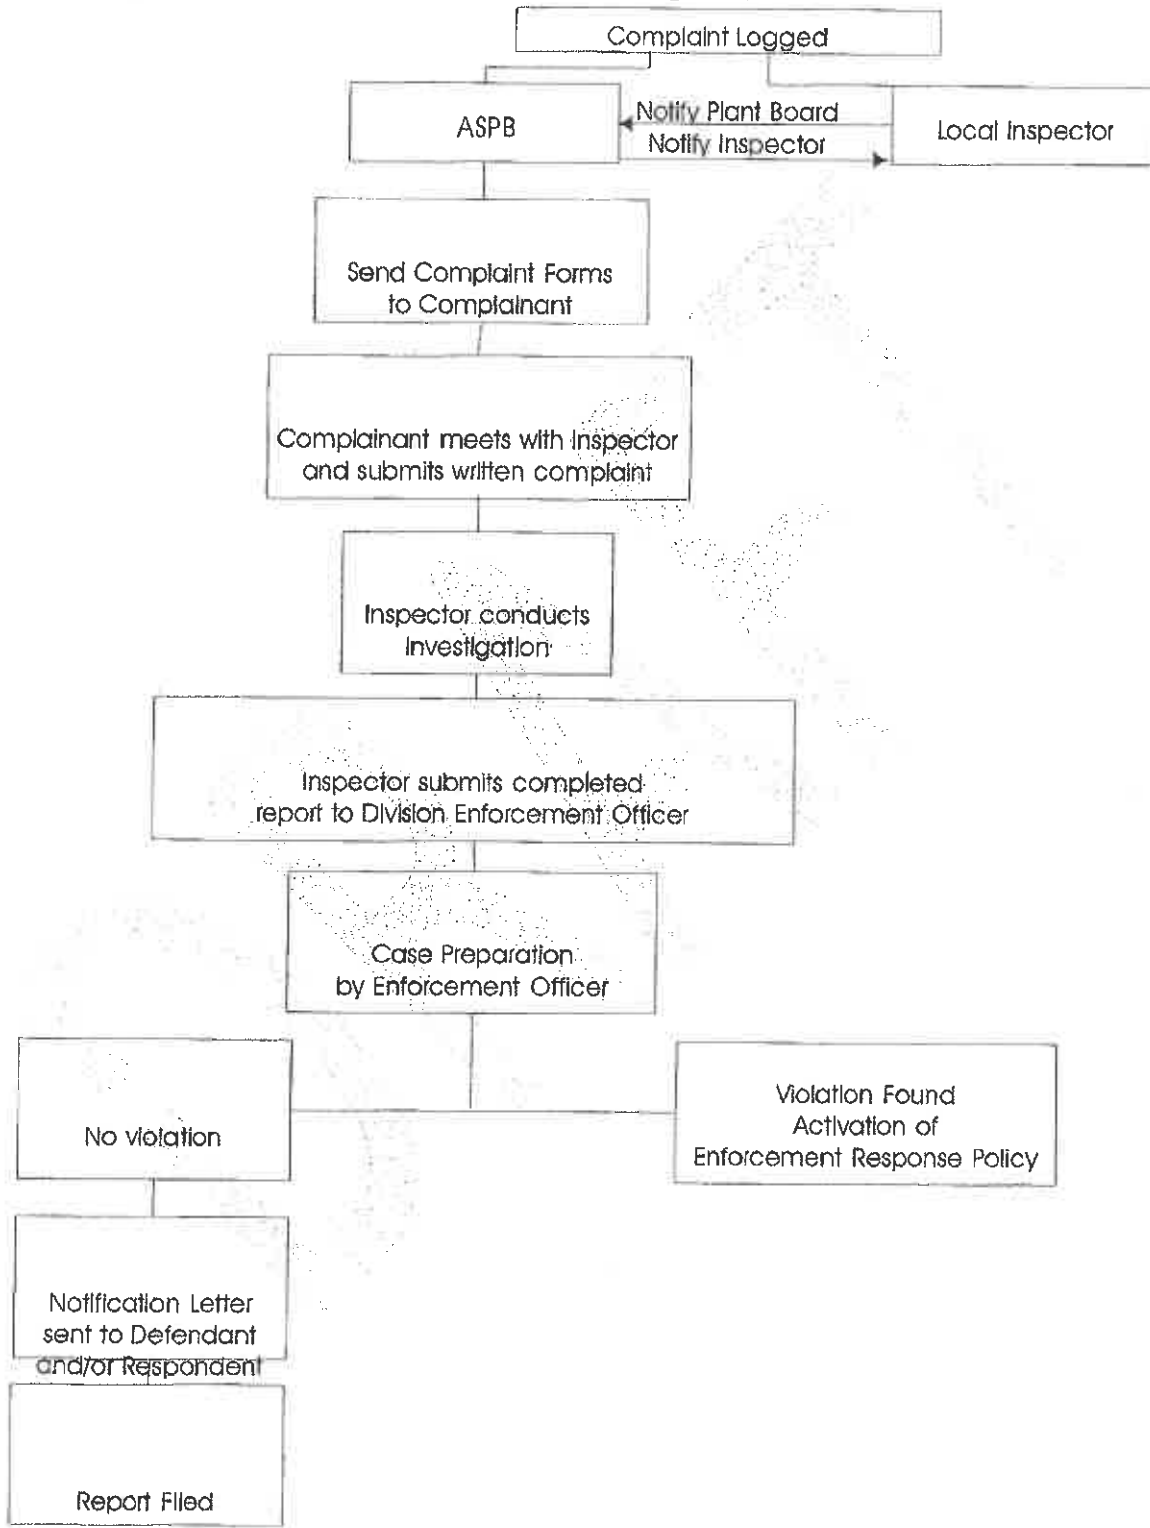 Complaint Logged
ASPB
Notify Plant Board
Notify Inspector
Local Inspector
Send Complaint Forms
to Complainant
Complainant meets with Inspector
and submits written complaint
Inspector conducts
Investigation
Inspector submits completed
report to Division Enforcement Officer
Case Preparation
by Enforcement Officer
No violation
Violation Found
Activation of
Enforcement Response Policy
Notification Letter
sent to Defendant
and/or Respondent
Report Filed